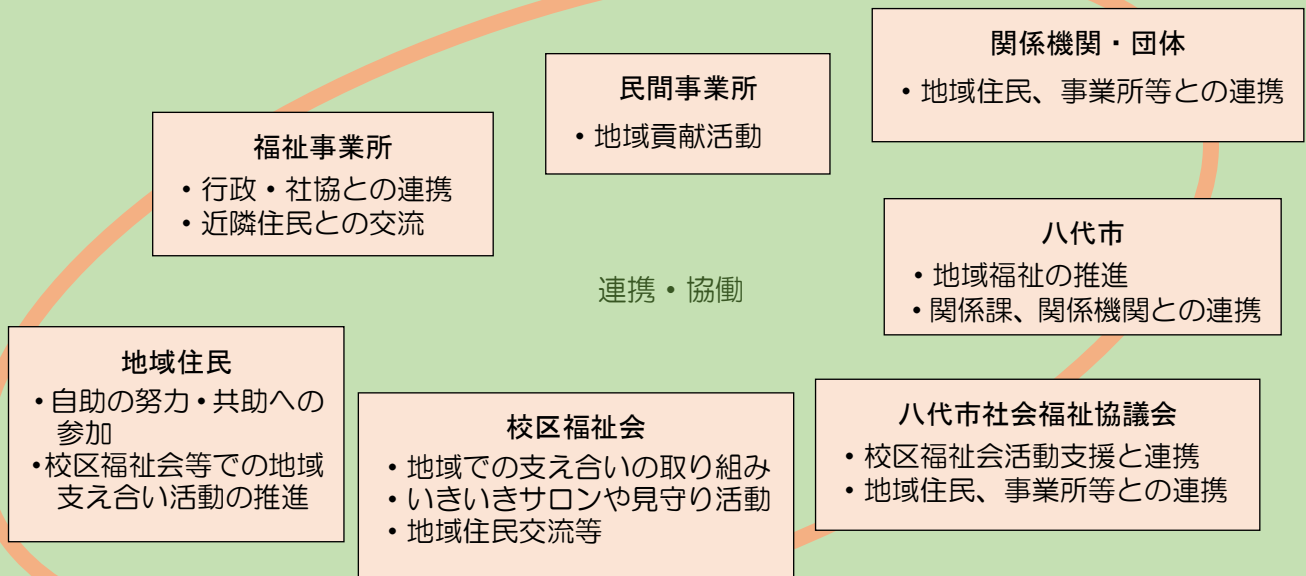 関係機関・団体
・地域住民、事業所等との連携
民間事業所
・地域貢献活動
福祉事業所
・行政・社協との連携
・近隣住民との交流
八代市
・地域福祉の推進
・関係課、関係機関との連携
連携・協働
地域住民
・自助の努力・共助への
参加
・校区福祉会等での地域
支え合い活動の推進
校区福祉会
・地域での支え合いの取り組み
・いきいきサロンや見守り活動
・地域住民交流等
八代市社会福祉協議会
・校区福祉会活動支援と連携
・地域住民、事業所等との連携